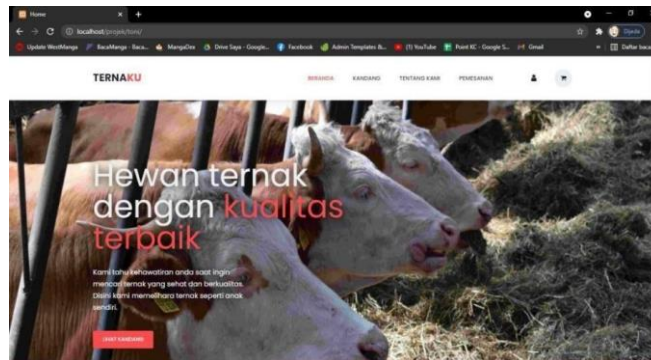 Home
localhost/projek/toni/
Update WestManga
BacaManga - Baca...
MangaDex
Drive Saya - Google...
Facebook
Admin Templates &...
(1) YouTube
Point KC - Google S...
Gmail
Daftar baca
TERNAKU
BERANDA KANDANG TENTANG KAMI PEMESANAN
Hewan ternak
dengan kualitas
terbaik
Kami tahu kehawatiran anda saat ingin
mencari ternak yang sehat dan berkualitas.
Disini kami memelihara ternak seperti anak
sendiri.
LIHAT KANDANG